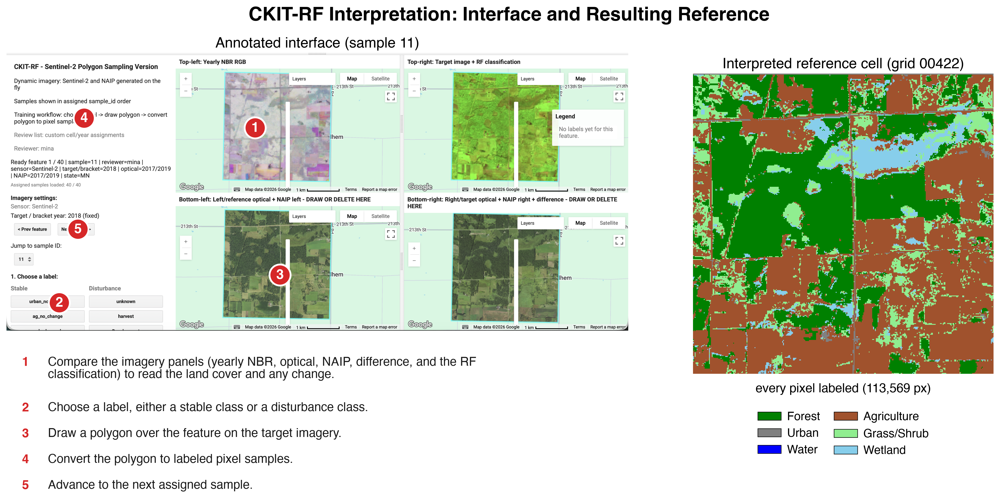 CKIT-RF Interpretation: Interface and Resulting Reference
Annotated interface (sample 11)
CKIT-RF - Sentinel-2 Polygon Sampling Version
Dynamic imagery: Sentinel-2 and NAIP generated on the
fly
Samples shown in assigned sample_id order
Training workflow: cho l -> draw polygon -> convert
polygon to pixel sampl
4
Review list: custom cell/year assignments
Reviewer: mina
Ready feature 1 / 40 | sample=11 | reviewer=mina |
sensor=Sentinel-2 | target/bracket=2018 | optical=2017/2019
| NAIP=2017/2019 | state=MN
Assigned samples loaded: 40 / 40
Imagery settings:
Sensor: Sentinel-2
Target / bracket year: 2018 (fixed)
< Prev feature
Ne >
5
Jump to sample ID:
11
1. Choose a label:
Stable Disturbance
urban_no unknown
2
ag_no_change harvest
Top-left: Yearly NBR RGB
+
−
Layers
Map Satellite
St
213th St
213th
Rd
1
lhem
Google
Map data ©2026 Google 1 km Terms Report a map error
Top-right: Target image + RF classification
+
−
Layers
Map Satellite
St
213th St
213th
Rd
Legend
No labels yet for this
feature.
Google
Map data ©2026 Google 1 km Terms Report a map error
Bottom-left: Left/reference optical + NAIP left - DRAW OR DELETE HERE
Layers
Map Satellite
213th St
213th St
213th
Rd
+
−
3
lhem
Google
Map data ©2026 Google 1 km Terms Report a map error
Bottom-right: Right/target optical + NAIP right + difference - DRAW OR DELETE
HERE
Layers
Map Satellite
213th St
Rd
+
−
lhem
Google
Map data ©2026 Google 1 km Terms Report a map error
1 Compare the imagery panels (yearly NBR, optical, NAIP, difference, and the RF
classification) to read the land cover and any change.
2 Choose a label, either a stable class or a disturbance class.
3 Draw a polygon over the feature on the target imagery.
4 Convert the polygon to labeled pixel samples.
5 Advance to the next assigned sample.
Interpreted reference cell (grid 00422)
every pixel labeled (113,569 px)
Forest Agriculture
Urban Grass/Shrub
Water Wetland